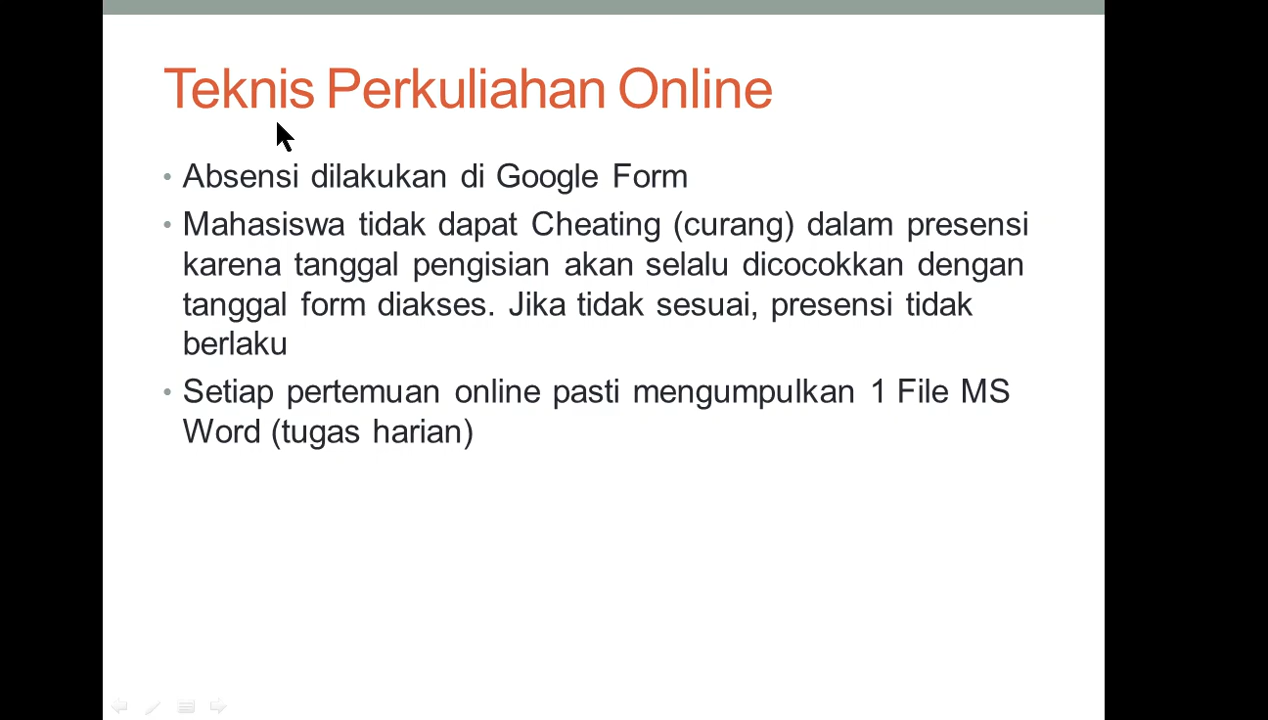 Teknis Perkuliahan Online
• Absensi dilakukan di Google Form
• Mahasiswa tidak dapat Cheating (curang) dalam presensi
karena tanggal pengisian akan selalu dicocokkan dengan
tanggal form diakses. Jika tidak sesuai, presensi tidak
berlaku
• Setiap pertemuan online pasti mengumpulkan 1 File MS
Word (tugas harian)